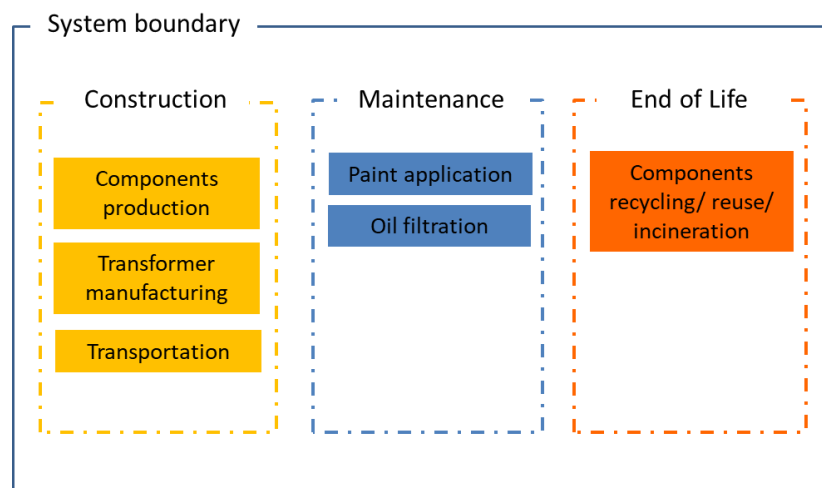 System boundary
Construction
Components
production
Transformer
manufacturing
Transportation
Maintenance
Paint application
Oil filtration
End of Life
Components
recycling/ reuse/
incineration